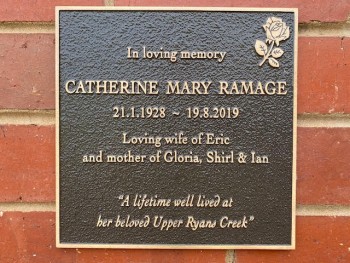 In loving memory
CATHERINE MARY RAMAGE
21.1.1928 ~ 19.8.2019
Loving wife of Eric
and mother of Gloria, Shirl & Ian
"A lifetime well lived at
her beloved Upper Ryans Creek"